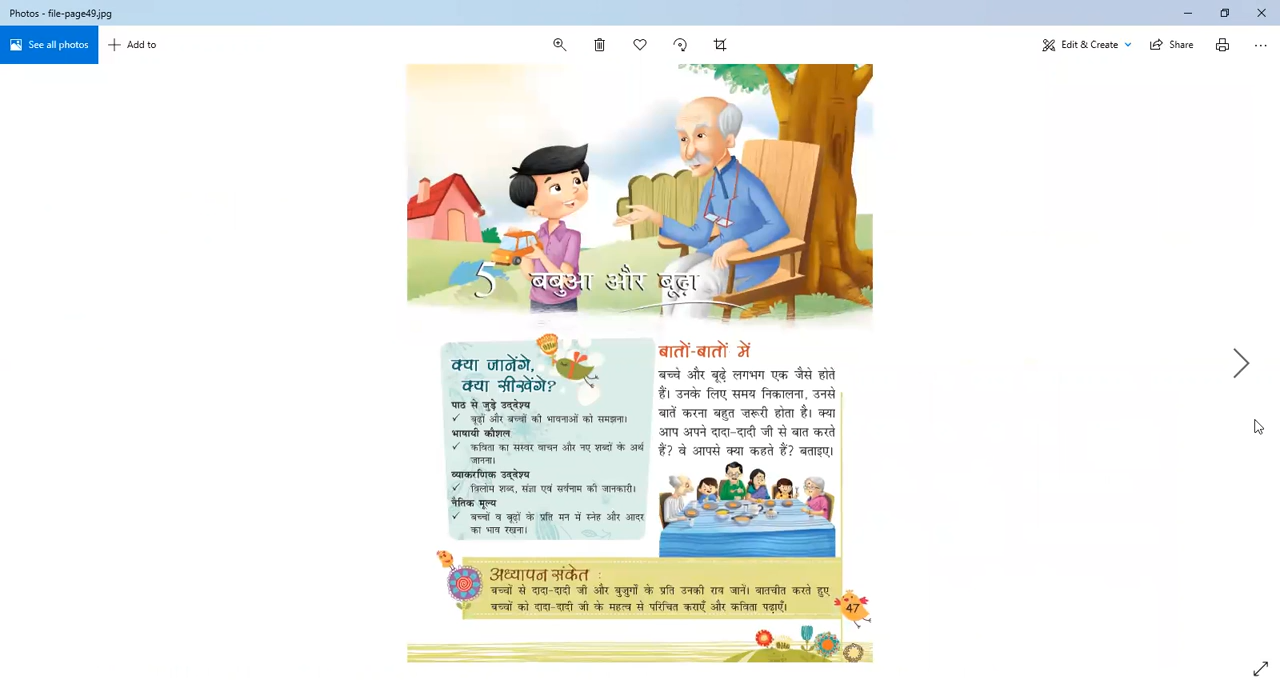 Photos - file-page49.jpg
See all photos
Add to
Edit & Create
Share
5 बबुआ और बूढ़ा
क्या जानेंगे,
क्या सीखेंगे?
पाठ से जुड़े उद्देश्य
✓ बूढ़ों और बच्चों की भावनाओं को समझना।
भाषायी कौशल
✓ कविता का सस्वर वाचन और नए शब्दों के अर्थ
जानना।
व्याकरणिक उद्देश्य
✓ विलोम शब्द, संज्ञा एवं सर्वनाम की जानकारी।
नैतिक मूल्य
✓ बच्चों व बूढ़ों के प्रति मन में स्नेह और आदर
का भाव रखना।
बातों-बातों में
बच्चे और बूढ़े लगभग एक जैसे होते
हैं। उनके लिए समय निकालना, उनसे
बातें करना बहुत ज़रूरी होता है। क्या
आप अपने दादा-दादी जी से बात करते
हैं? वे आपसे क्या कहते हैं? बताइए।
अध्यापन संकेत :
बच्चों से दादा-दादी जी और बुज़ुर्गों के प्रति उनकी राय जानें। बातचीत करते हुए
बच्चों को दादा-दादी जी के महत्व से परिचित कराएँ और कविता पढ़ाएँ।
47